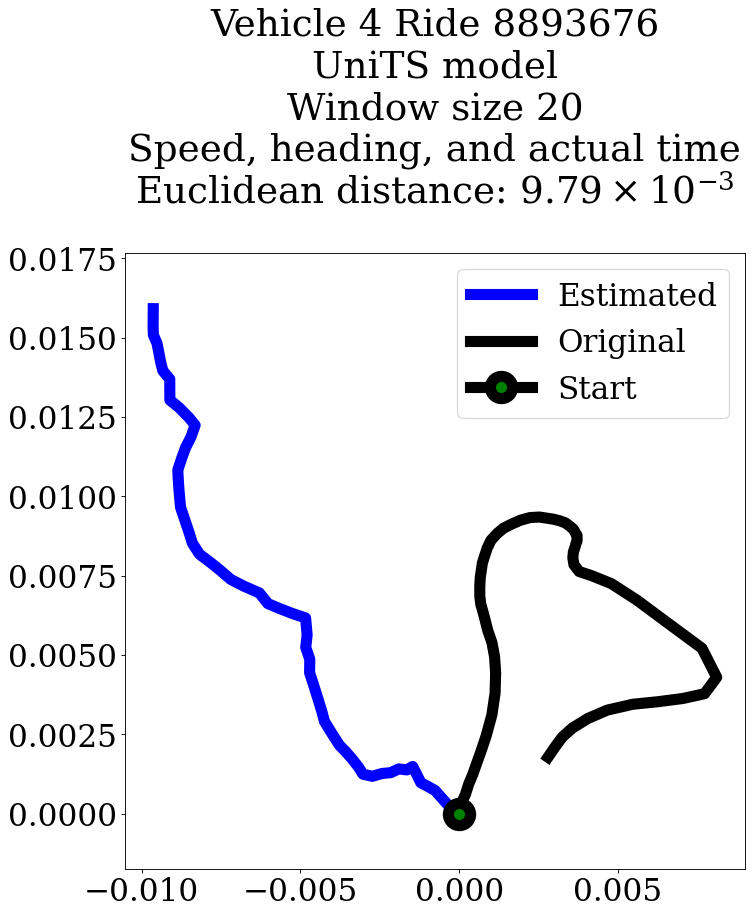 Vehicle 4 Ride 8893676
UniTS model
Window size 20
Speed, heading, and actual time
Euclidean distance: 9.79 × 10⁻³
0.0175
0.0150
0.0125
0.0100
0.0075
0.0050
0.0025
0.0000
Estimated
Original
Start
−0.010
−0.005
0.000
0.005